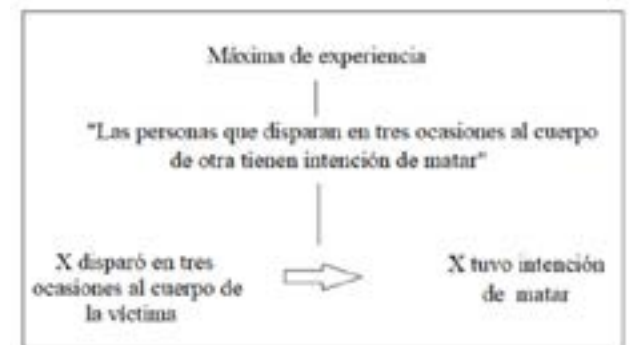 Máxima de experiencia
"Las personas que disparan en tres ocasiones al cuerpo
de otra tienen intención de matar"
X disparó en tres
ocasiones al cuerpo de
la víctima
X tuvo intención
de matar